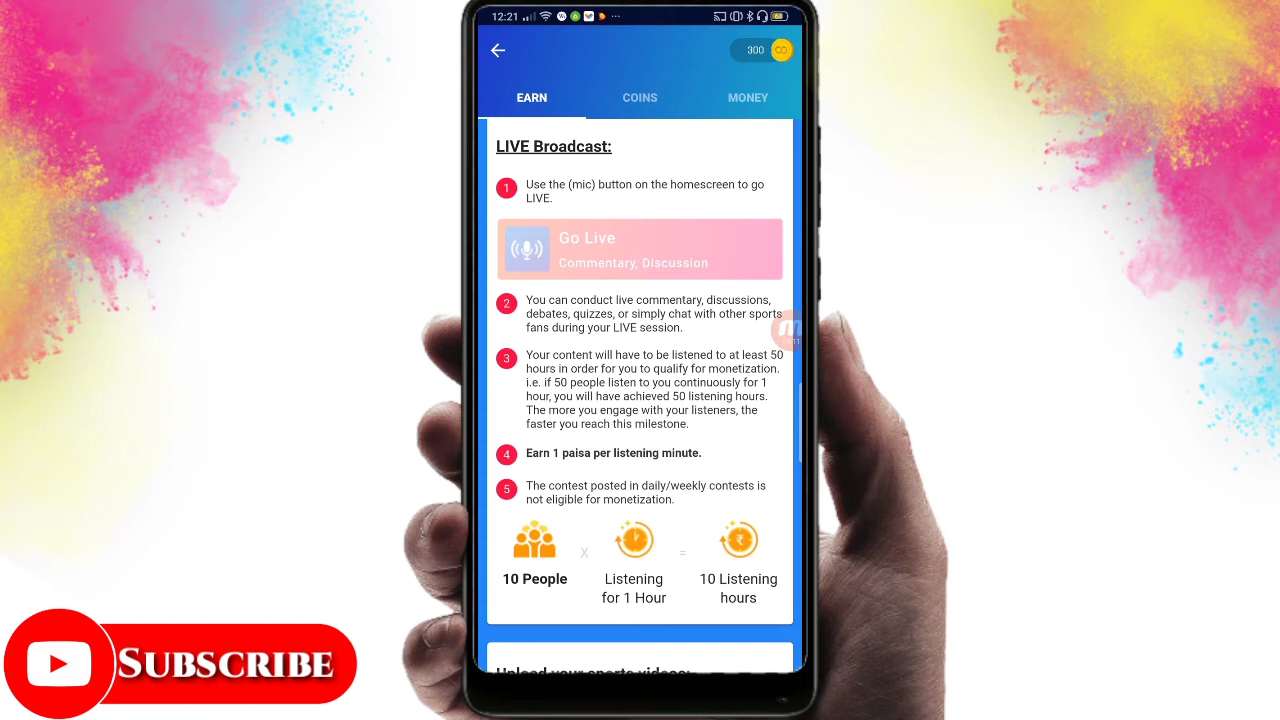 12:21
68
300
EARN
COINS
MONEY
LIVE Broadcast:
1
Use the (mic) button on the homescreen to go
LIVE.
Go Live
Commentary, Discussion
2
You can conduct live commentary, discussions,
debates, quizzes, or simply chat with other sports
fans during your LIVE session.
3
Your content will have to be listened to at least 50
hours in order for you to qualify for monetization.
i.e. if 50 people listen to you continuously for 1
hour, you will have achieved 50 listening hours.
The more you engage with your listeners, the
faster you reach this milestone.
4
Earn 1 paisa per listening minute.
5
The contest posted in daily/weekly contests is
not eligible for monetization.
10 People
X
Listening
for 1 Hour
=
10 Listening
hours
Upload your sports videos:
SUBSCRIBE